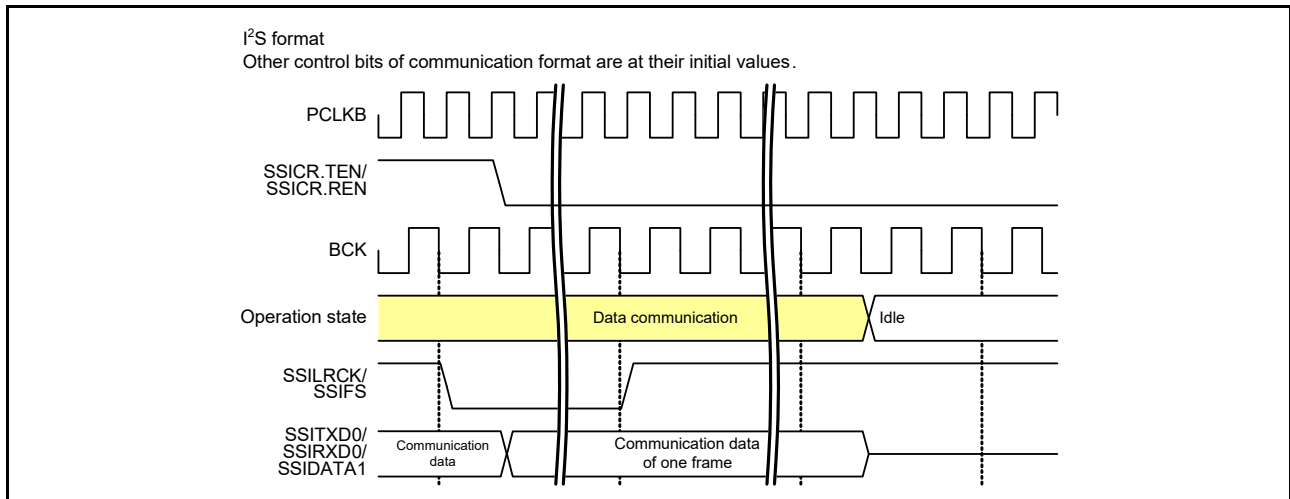 I²S format
Other control bits of communication format are at their initial values.
PCLKB
SSICR.TEN/
SSICR.REN
BCK
Operation state
Data communication
Idle
SSILRCK/
SSIFS
SSITXD0/
SSIRXD0/
SSIDATA1
Communication
data
Communication data
of one frame